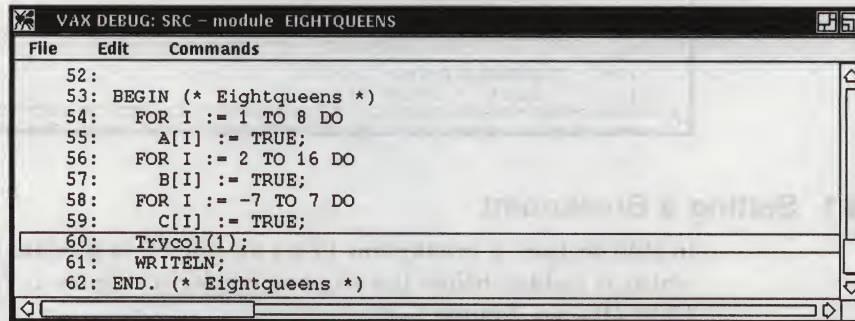 VAX DEBUG: SRC – module EIGHTQUEENS
File Edit Commands
52:
53: BEGIN (* Eightqueens *)
54: FOR I := 1 TO 8 DO
55: A[I] := TRUE;
56: FOR I := 2 TO 16 DO
57: B[I] := TRUE;
58: FOR I := -7 TO 7 DO
59: C[I] := TRUE;
60: Trycol(1);
61: WRITELN;
62: END. (* Eightqueens *)